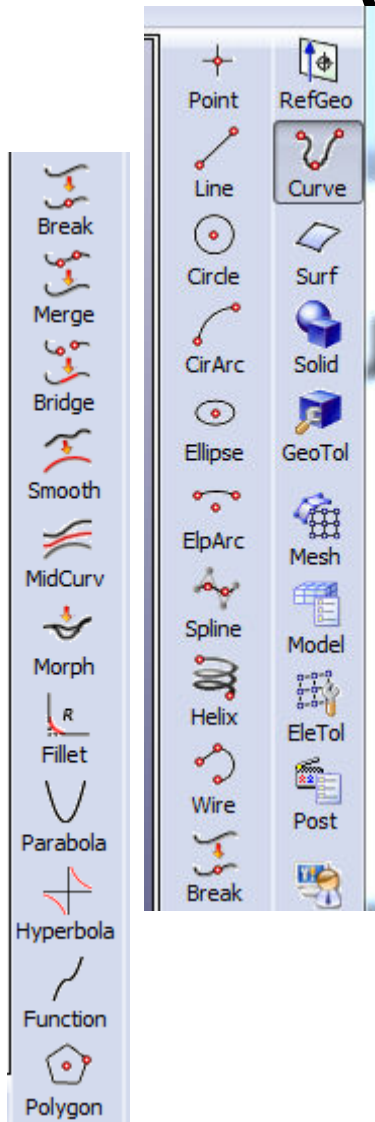 Break
Merge
Bridge
Smooth
MidCurv
Morph
R
Fillet
Parabola
Hyperbola
Function
Polygon
Point
Line
Circle
CirArc
Ellipse
ElpArc
Spline
Helix
Wire
Break
RefGeo
Curve
Surf
Solid
GeoTol
Mesh
Model
EleTol
Post